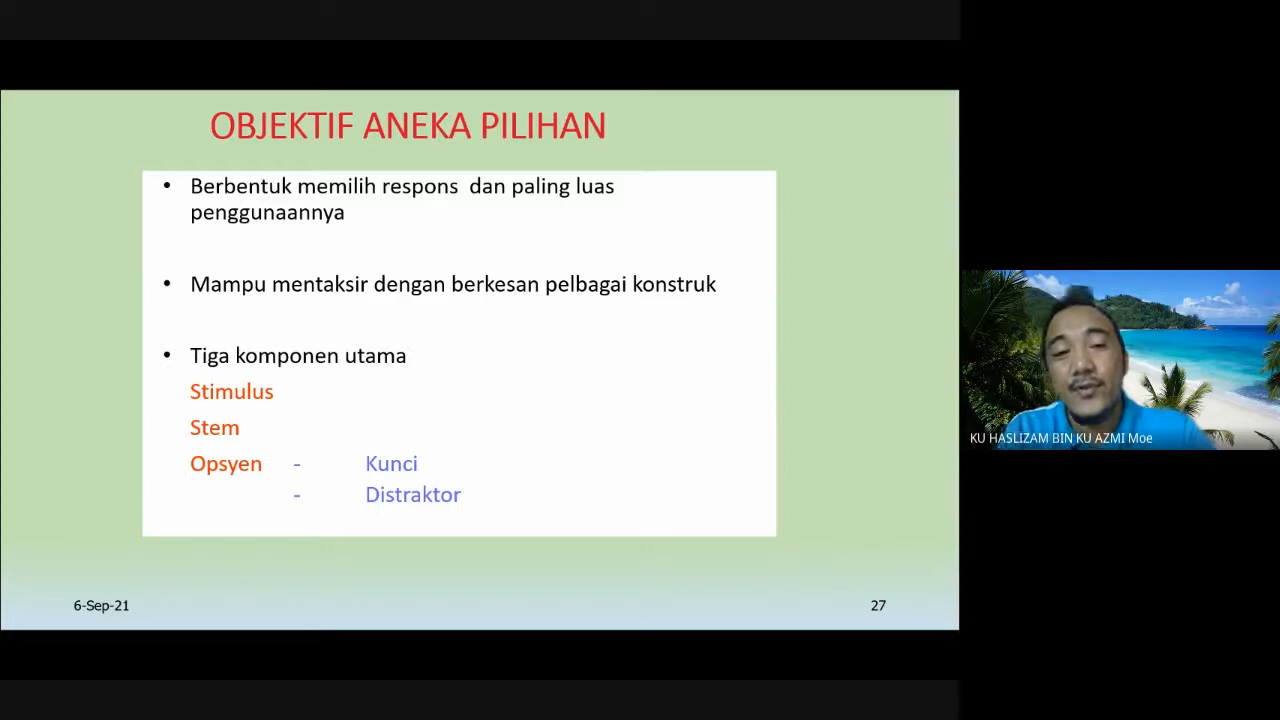 OBJEKTIF ANEKA PILIHAN
• Berbentuk memilih respons dan paling luas
penggunaannya
• Mampu mentaksir dengan berkesan pelbagai konstruk
• Tiga komponen utama
Stimulus
Stem
Opsyen - Kunci
- Distraktor
6-Sep-21
27
KU HASLIZAM BIN KU AZMI Moe